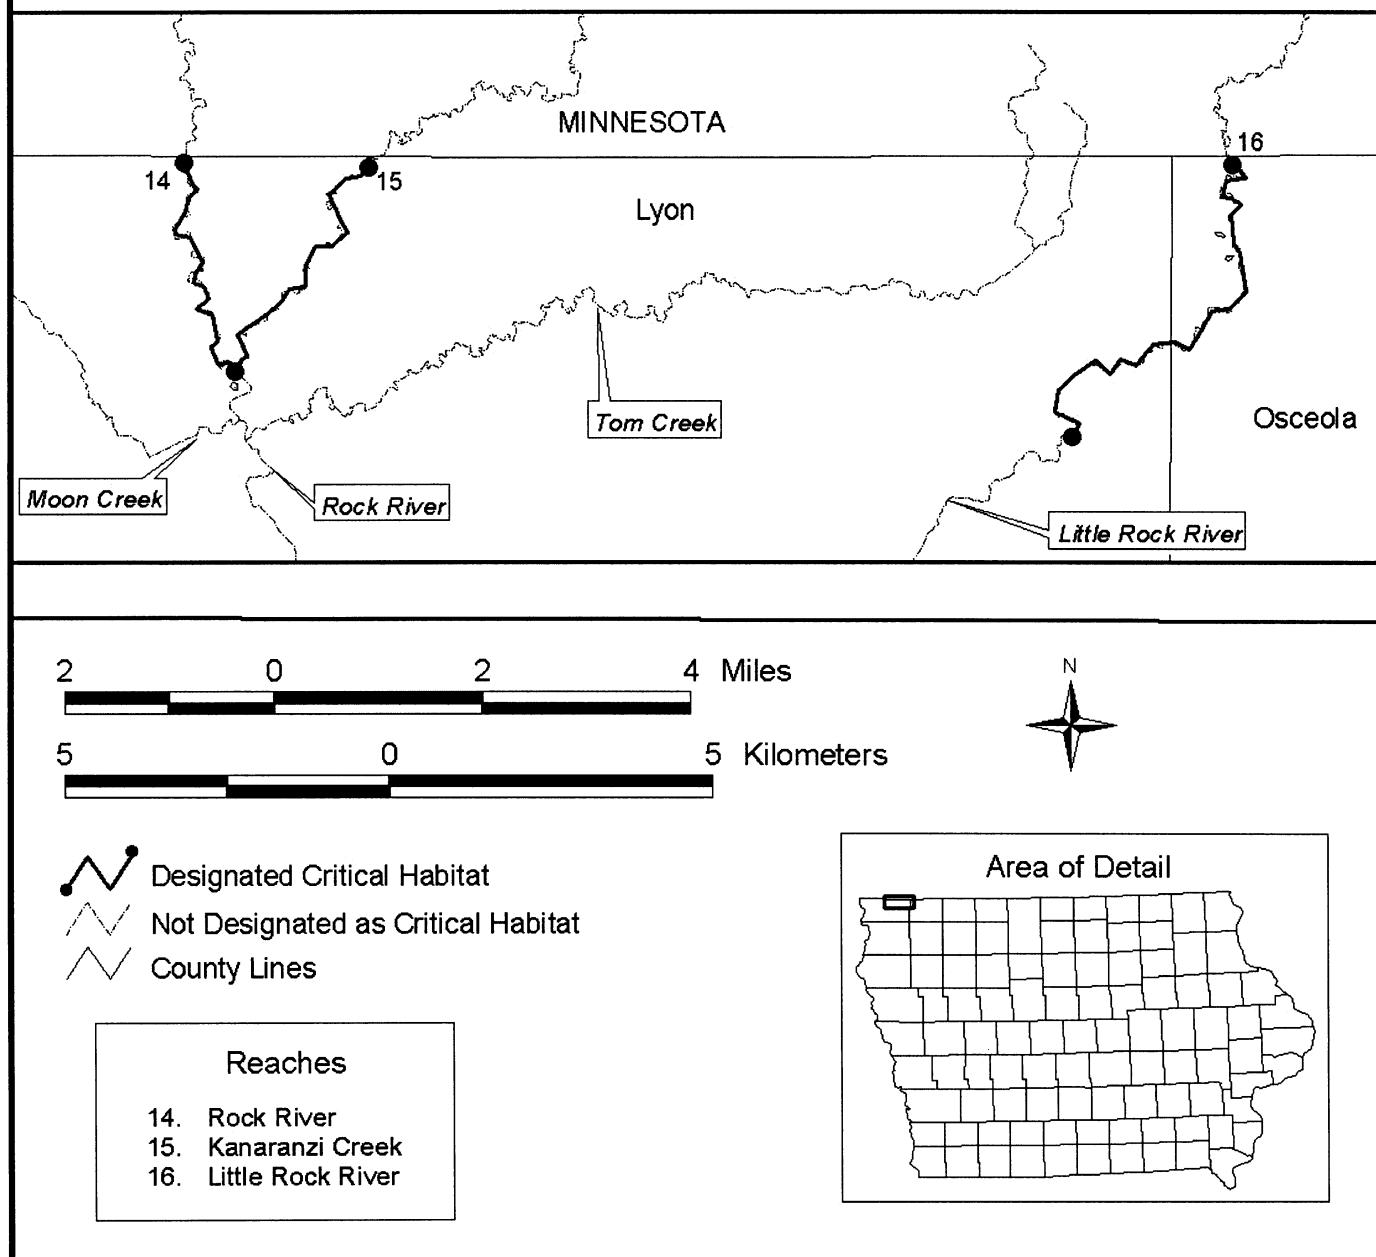 MINNESOTA
16
14
15
Lyon
Tom Creek
Osceola
Moon Creek
Rock River
Little Rock River
2 0 2 4 Miles
N
5 0 5 Kilometers
Designated Critical Habitat
Not Designated as Critical Habitat
County Lines
Area of Detail
Reaches
14. Rock River
15. Kanaranzi Creek
16. Little Rock River